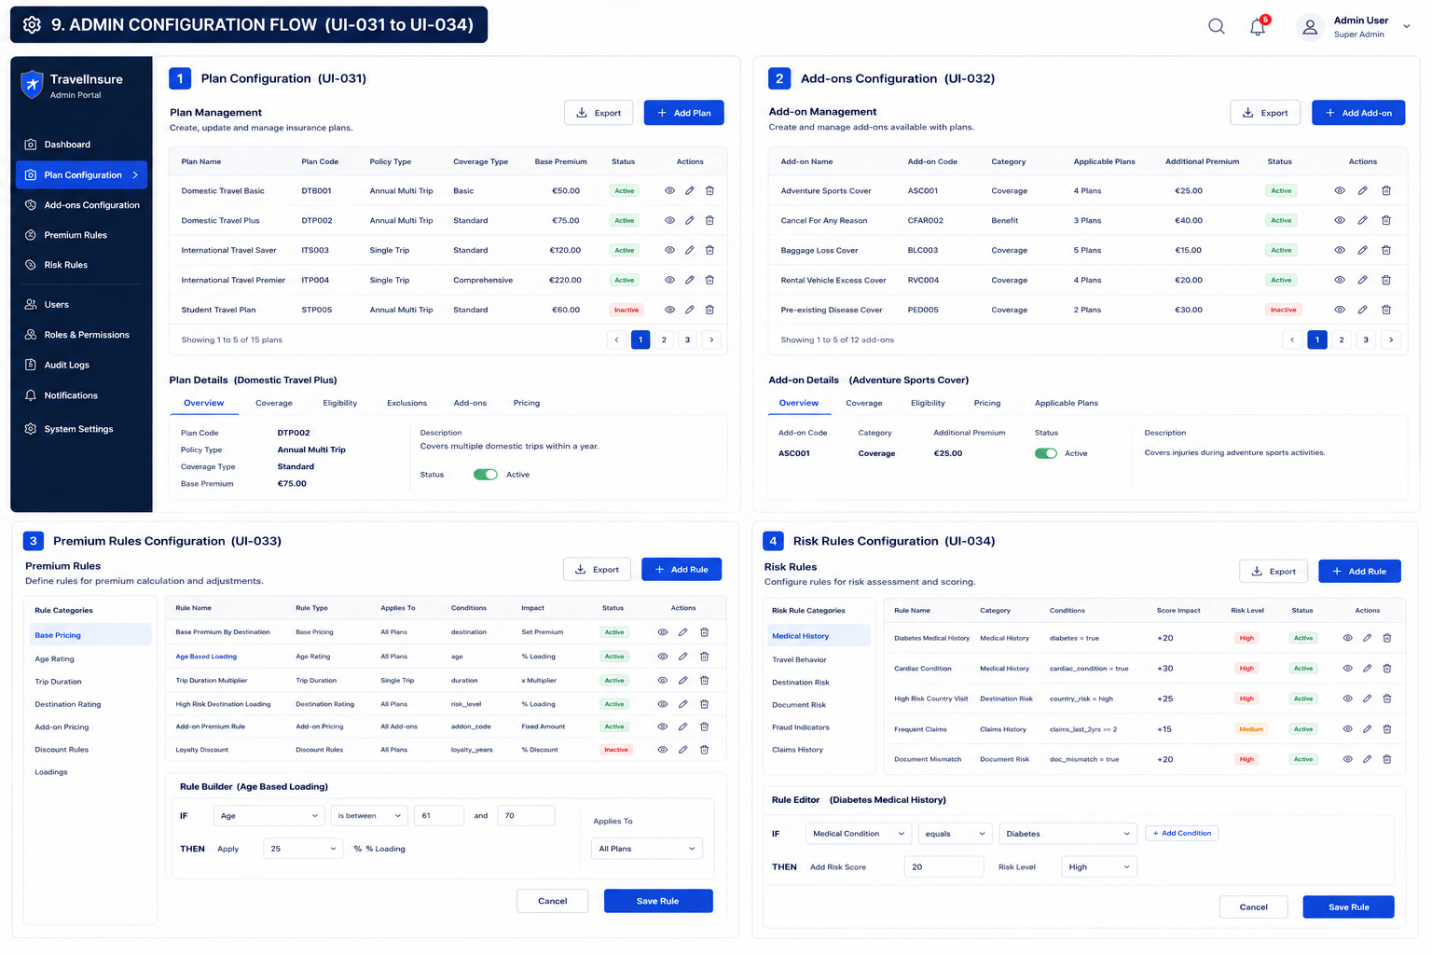 9. ADMIN CONFIGURATION FLOW (UI-031 to UI-034)
5
Admin User
Super Admin
TravelInsure
Admin Portal
Dashboard
Plan Configuration
Add-ons Configuration
Premium Rules
Risk Rules
Users
Roles & Permissions
Audit Logs
Notifications
System Settings
1 Plan Configuration (UI-031)
Plan Management
Create, update and manage insurance plans.
Export
+ Add Plan
Plan Name Plan Code Policy Type Coverage Type Base Premium Status Actions
Domestic Travel Basic DTB001 Annual Multi Trip Basic €50.00 Active
Domestic Travel Plus DTP002 Annual Multi Trip Standard €75.00 Active
International Travel Saver ITS003 Single Trip Standard €120.00 Active
International Travel Premier ITP004 Single Trip Comprehensive €220.00 Active
Student Travel Plan STP005 Annual Multi Trip Standard €60.00 Inactive
Showing 1 to 5 of 15 plans < 1 2 3 >
Plan Details (Domestic Travel Plus)
Overview Coverage Eligibility Exclusions Add-ons Pricing
Plan Code DTP002
Policy Type Annual Multi Trip
Coverage Type Standard
Base Premium €75.00
Description
Covers multiple domestic trips within a year.
Status Active
2 Add-ons Configuration (UI-032)
Add-on Management
Create and manage add-ons available with plans.
Export
+ Add Add-on
Add-on Name Add-on Code Category Applicable Plans Additional Premium Status Actions
Adventure Sports Cover ASC001 Coverage 4 Plans €25.00 Active
Cancel For Any Reason CFAR002 Benefit 3 Plans €40.00 Active
Baggage Loss Cover BLC003 Coverage 5 Plans €15.00 Active
Rental Vehicle Excess Cover RVC004 Coverage 4 Plans €20.00 Active
Pre-existing Disease Cover PED005 Coverage 2 Plans €30.00 Inactive
Showing 1 to 5 of 12 add-ons < 1 2 3 >
Add-on Details (Adventure Sports Cover)
Overview Coverage Eligibility Pricing Applicable Plans
Add-on Code Category Additional Premium Status Description
ASC001 Coverage €25.00 Active Covers injuries during adventure sports activities.
3 Premium Rules Configuration (UI-033)
Premium Rules
Define rules for premium calculation and adjustments.
Export
+ Add Rule
Rule Categories
Base Pricing
Age Rating
Trip Duration
Destination Rating
Add-on Pricing
Discount Rules
Loadings
Rule Name Rule Type Applies To Conditions Impact Status Actions
Base Premium By Destination Base Pricing All Plans destination Set Premium Active
Age Based Loading Age Rating All Plans age % Loading Active
Trip Duration Multiplier Trip Duration Single Trip duration x Multiplier Active
High Risk Destination Loading Destination Rating All Plans risk_level % Loading Active
Add-on Premium Rule Add-on Pricing All Add-ons addon_code Fixed Amount Active
Loyalty Discount Discount Rules All Plans loyalty_years % Discount Inactive
Rule Builder (Age Based Loading)
IF Age is between 61 and 70
THEN Apply 25 % % Loading
Applies To
All Plans
Cancel
Save Rule
4 Risk Rules Configuration (UI-034)
Risk Rules
Configure rules for risk assessment and scoring.
Export
+ Add Rule
Risk Rule Categories
Medical History
Travel Behavior
Destination Risk
Document Risk
Fraud Indicators
Claims History
Rule Name Category Conditions Score Impact Risk Level Status Actions
Diabetes Medical History Medical History diabetes = true +20 High Active
Cardiac Condition Medical History cardiac_condition = true +30 High Active
High Risk Country Visit Destination Risk country_risk = high +25 High Active
Frequent Claims Claims History claims_last_2yrs >= 2 +15 Medium Active
Document Mismatch Document Risk doc_mismatch = true +20 High Active
Rule Editor (Diabetes Medical History)
IF Medical Condition equals Diabetes + Add Condition
THEN Add Risk Score 20 Risk Level High
Cancel
Save Rule